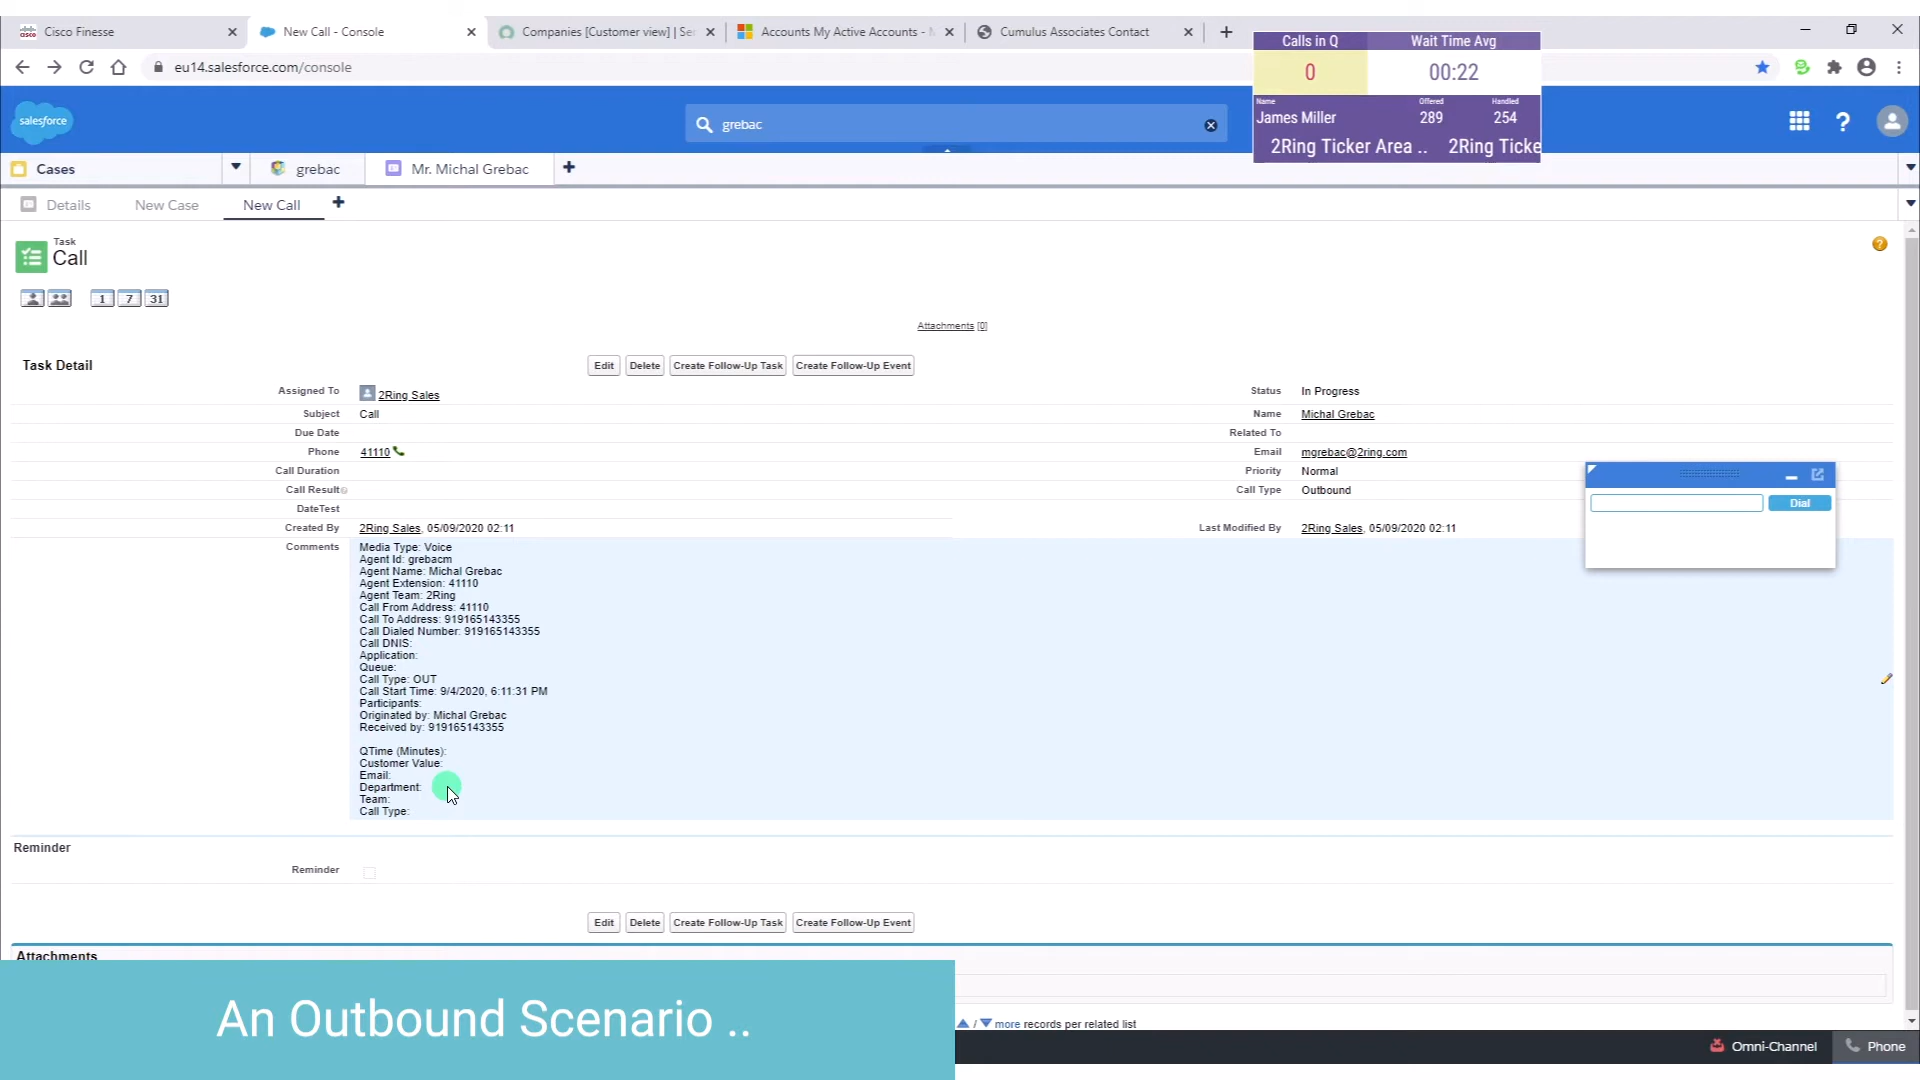 Cisco Finesse
New Call - Console
Companies [Customer view] | Se
Accounts My Active Accounts -
Cumulus Associates Contact
Calls in Q
Wait Time Avg
0
00:22
Name
Offered
Handled
James Miller
289
254
2Ring Ticker Area ..
2Ring Ticke
eu14.salesforce.com/console
salesforce
grebac
?
Cases
grebac
Mr. Michal Grebac
Details
New Case
New Call
Task
Call
?
1
7
31
Attachments [0]
Task Detail
Edit
Delete
Create Follow-Up Task
Create Follow-Up Event
Assigned To
2Ring Sales
Status
In Progress
Subject
Call
Name
Michal Grebac
Due Date
Related To
Phone
41110
Email
mgrebac@2ring.com
Call Duration
Priority
Normal
Call Result
Call Type
Outbound
Dial
DateTest
Created By
2Ring Sales, 05/09/2020 02:11
Last Modified By
2Ring Sales, 05/09/2020 02:11
Comments
Media Type: Voice
Agent Id: grebacm
Agent Name: Michal Grebac
Agent Extension: 41110
Agent Team: 2Ring
Call From Address: 41110
Call To Address: 919165143355
Call Dialed Number: 919165143355
Call DNIS:
Application:
Queue:
Call Type: OUT
Call Start Time: 9/4/2020, 6:11:31 PM
Participants:
Originated by: Michal Grebac
Received by: 919165143355
QTime (Minutes):
Customer Value:
Email:
Department:
Team:
Call Type:
Reminder
Reminder
Edit
Delete
Create Follow-Up Task
Create Follow-Up Event
Attachments
An Outbound Scenario ..
/
more records per related list
Omni-Channel
Phone